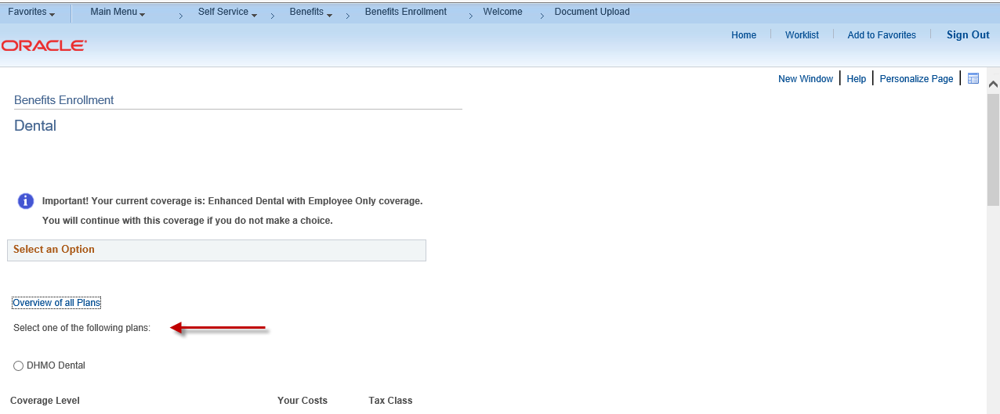 Favorites Main Menu Self Service Benefits Benefits Enrollment Welcome Document Upload
Home Worklist Add to Favorites Sign Out
ORACLE
New Window Help Personalize Page
Benefits Enrollment
Dental
Important! Your current coverage is: Enhanced Dental with Employee Only coverage.
You will continue with this coverage if you do not make a choice.
Select an Option
Overview of all Plans
Select one of the following plans:
DHMO Dental
Coverage Level Your Costs Tax Class